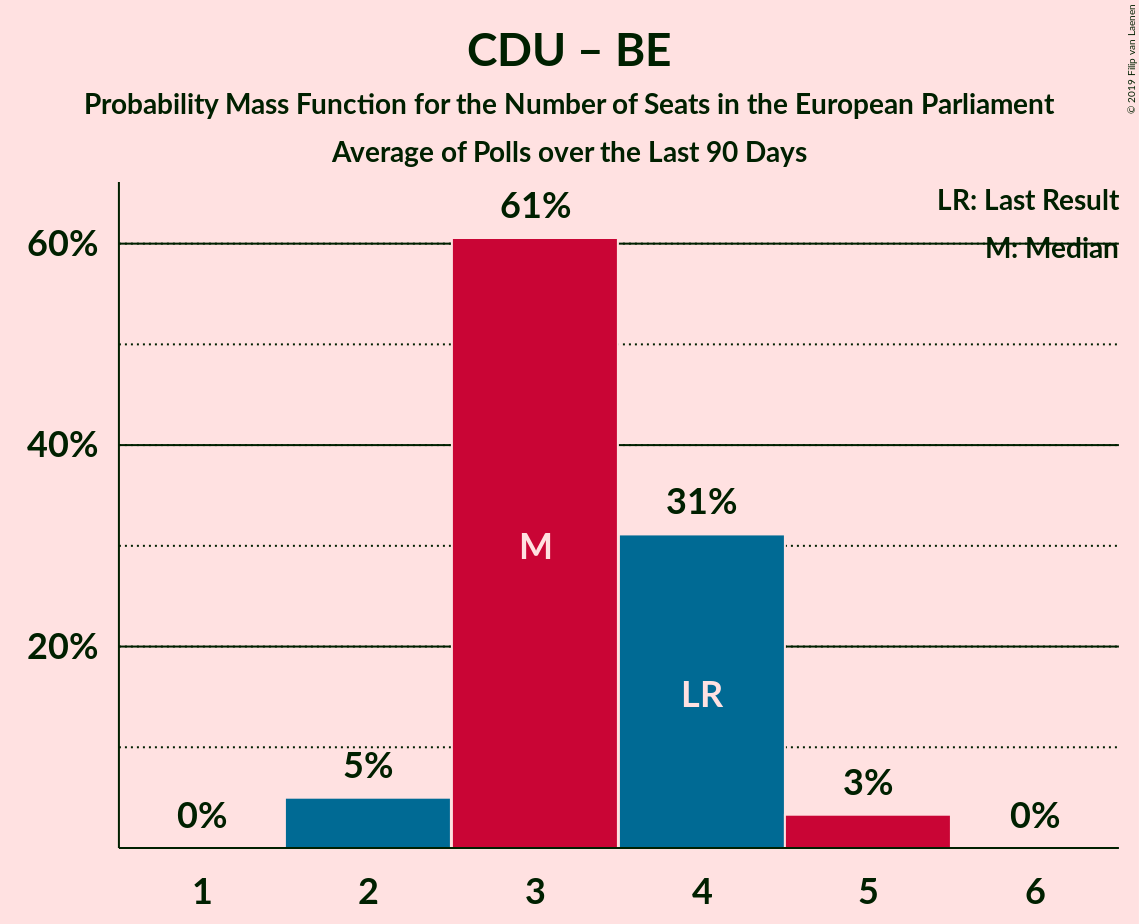 CDU – BE
Probability Mass Function for the Number of Seats in the European Parliament
Average of Polls over the Last 90 Days
© 2019 Filip van Laenen
LR: Last Result
M: Median
60%
40%
20%
0%
5%
61%
31%
3%
0%
M
LR
1 2 3 4 5 6